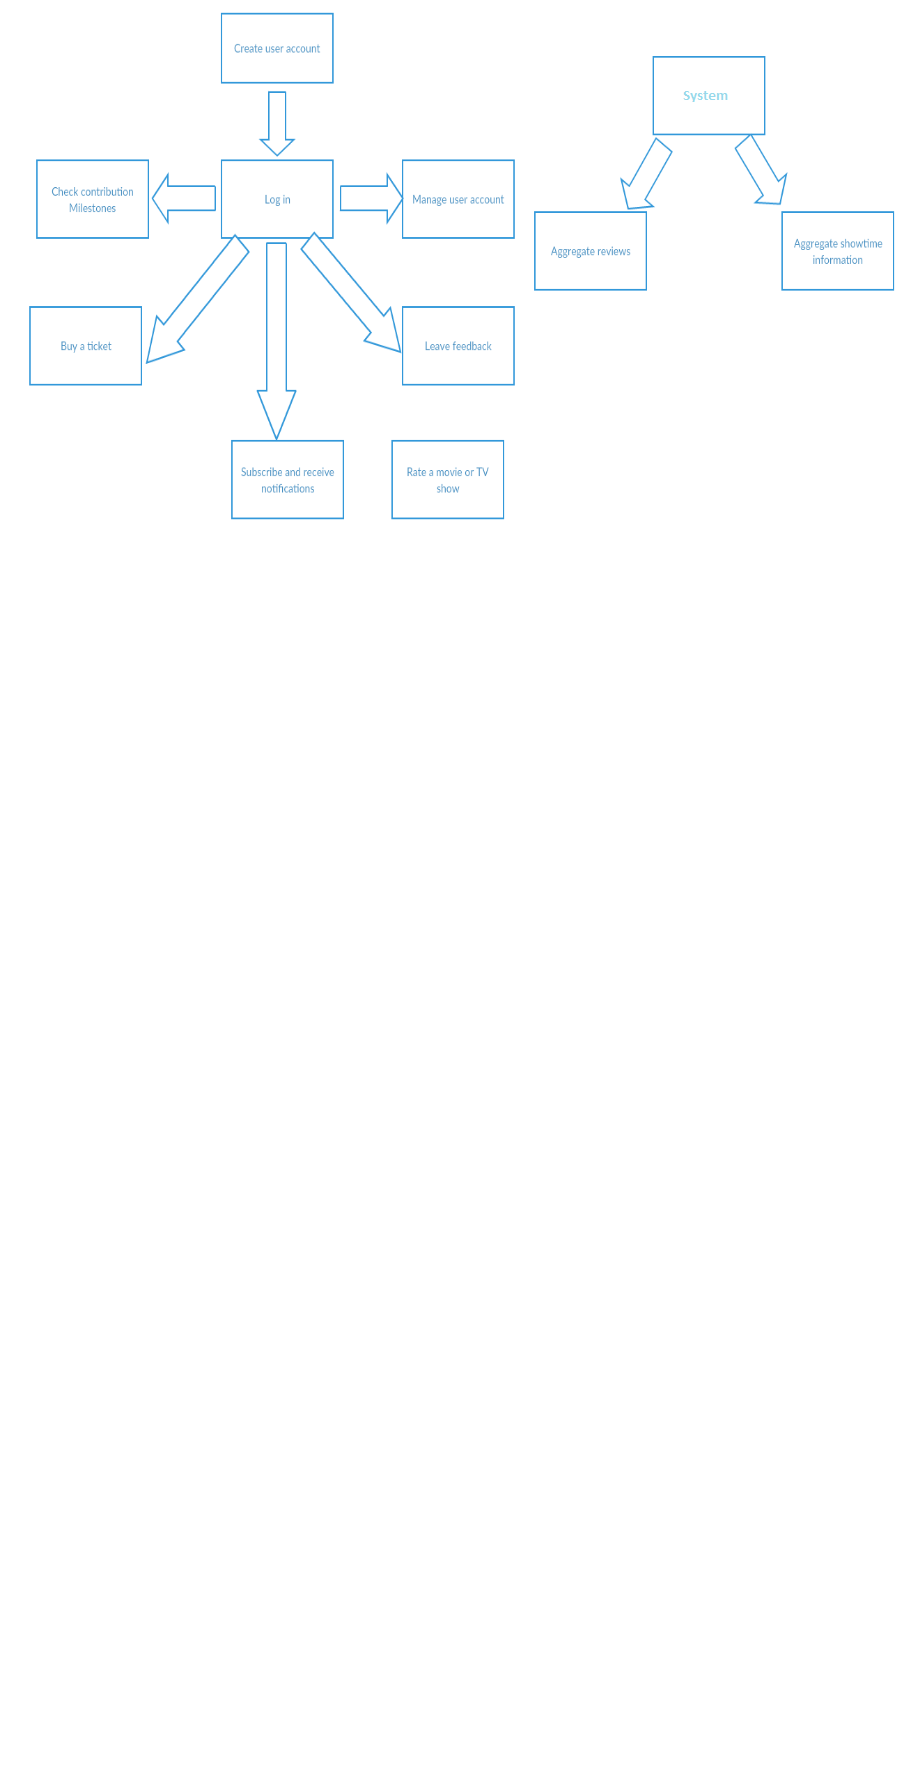 Create user account
System
Check contribution
Milestones
Log in
Manage user account
Aggregate reviews
Aggregate showtime
information
Buy a ticket
Leave feedback
Subscribe and receive
notifications
Rate a movie or TV
show